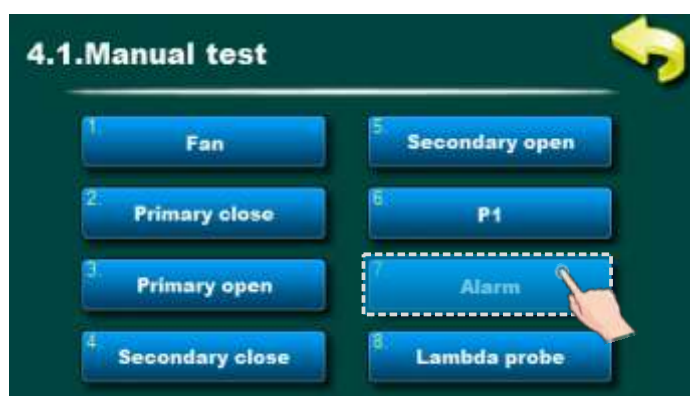 4.1.Manual test
1.
Fan
2.
Primary close
3.
Primary open
4
Secondary close
5
Secondary open
6
P1
7
Alarm
8.
Lambda probe